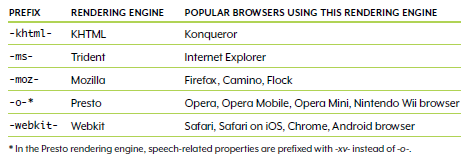 PREFIX RENDERING ENGINE POPULAR BROWSERS USING THIS RENDERING ENGINE
-khtml- KHTML Konqueror
-ms- Trident Internet Explorer
-moz- Mozilla Firefox, Camino, Flock
-o-* Presto Opera, Opera Mobile, Opera Mini, Nintendo Wii browser
-webkit- Webkit Safari, Safari on iOS, Chrome, Android browser
* In the Presto rendering engine, speech-related properties are prefixed with -xv- instead of -o-.